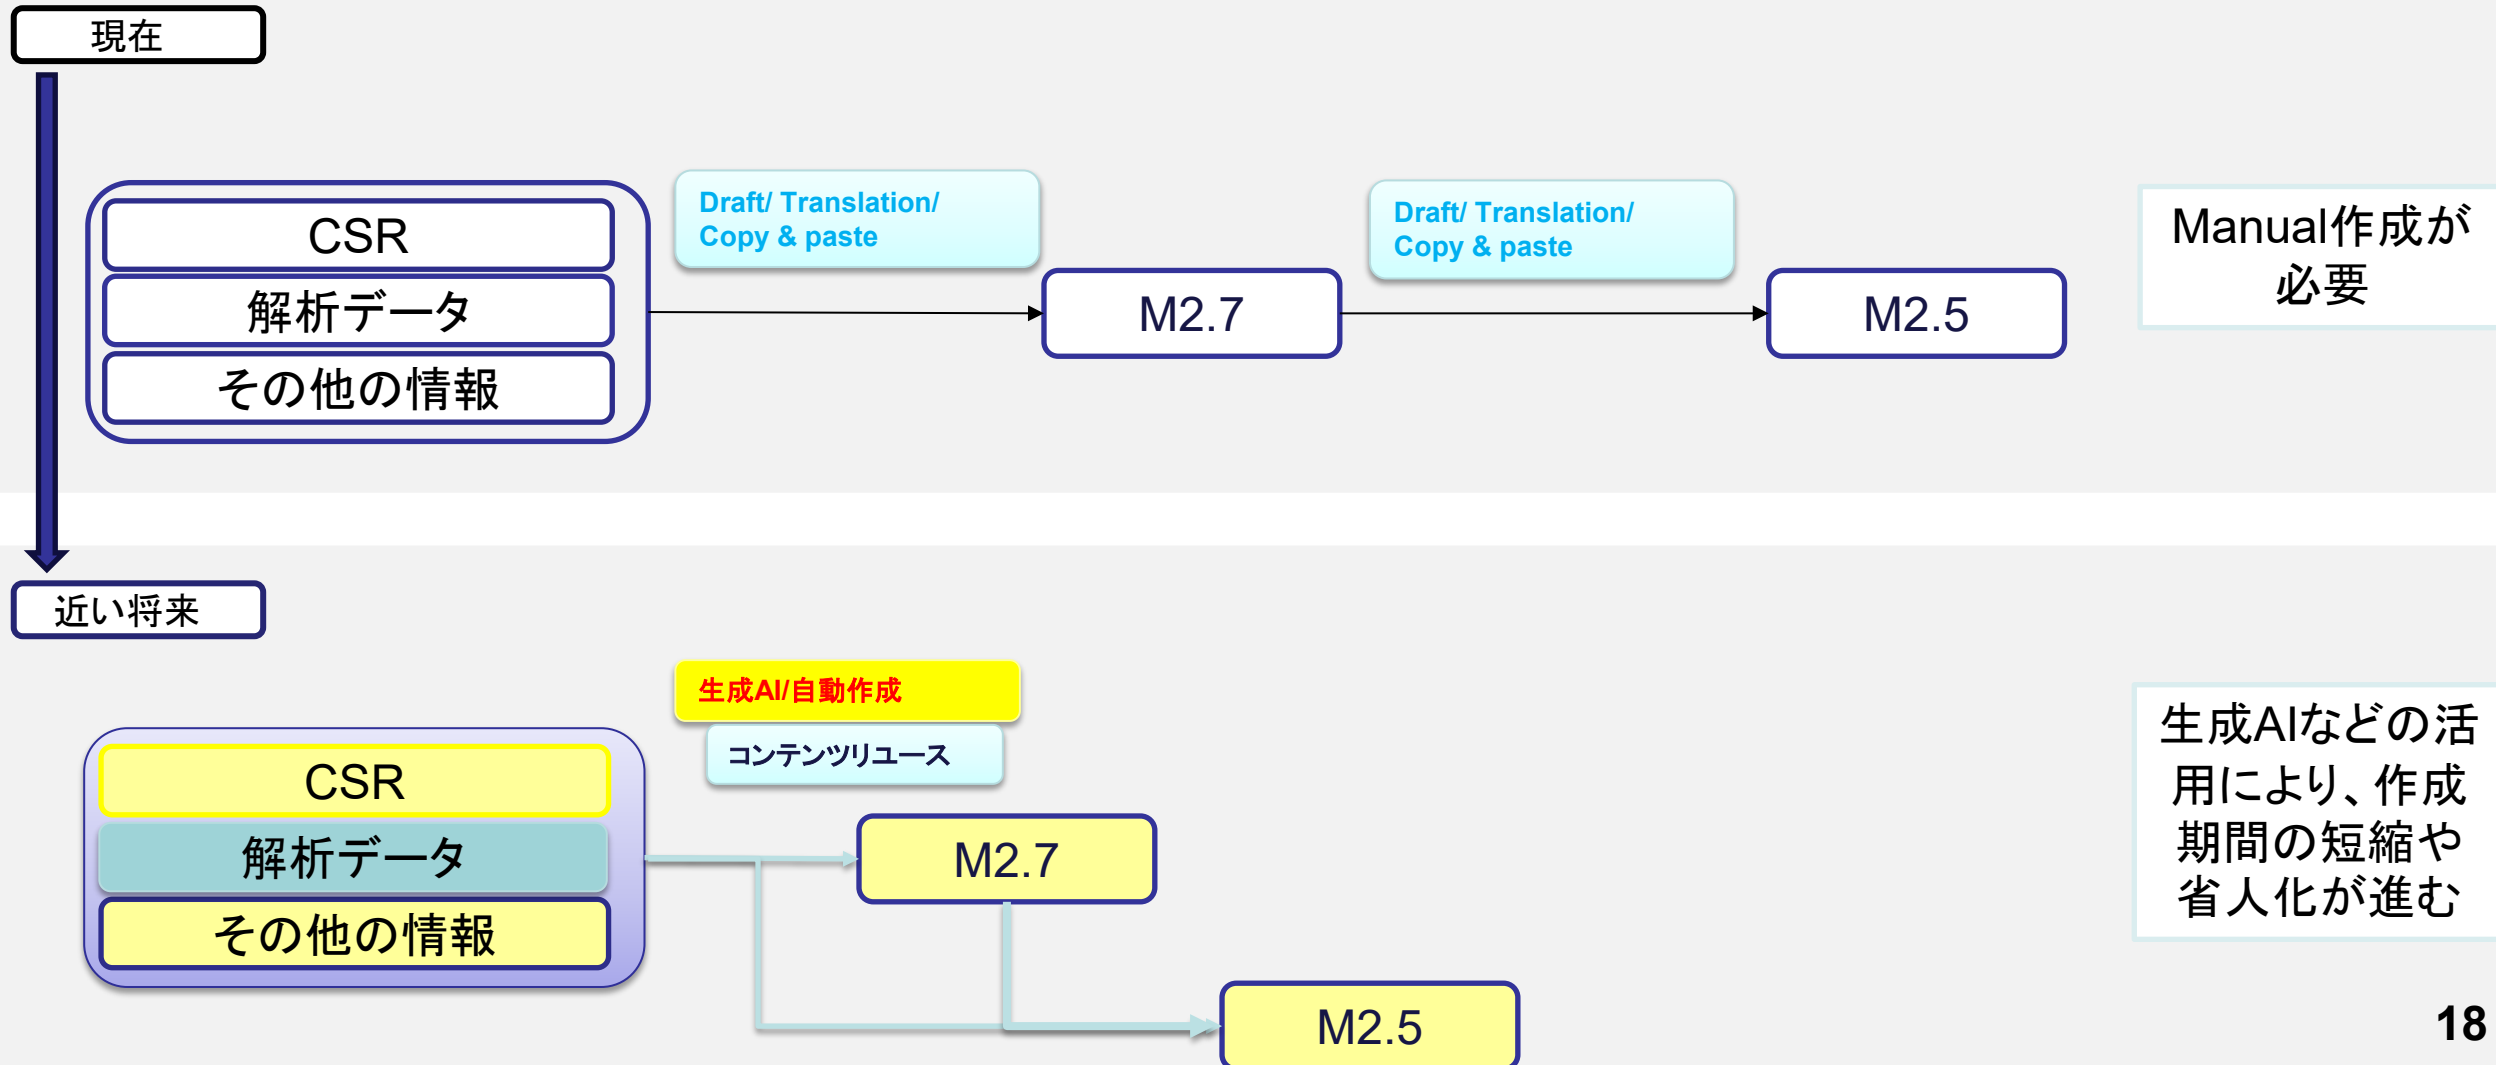 現在
CSR
解析データ
その他の情報
Draft/ Translation/
Copy & paste
M2.7
Draft/ Translation/
Copy & paste
M2.5
Manual作成が
必要
近い将来
CSR
解析データ
その他の情報
生成AI/自動作成
コンテンツリユース
M2.7
M2.5
生成AIなどの活
用により、作成
期間の短縮や
省人化が進む
18